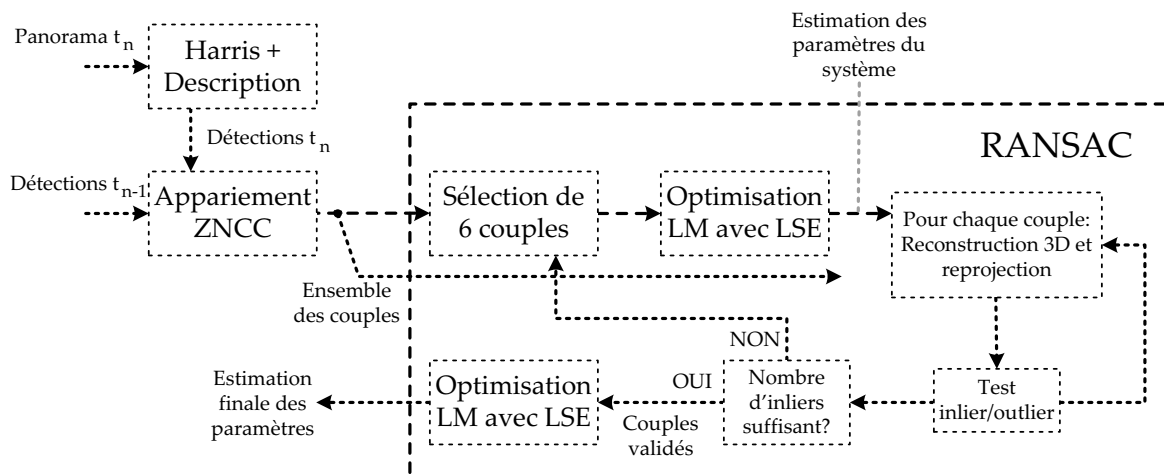 Estimation des
paramètres du
système
Panorama t n
Harris +
Description
Détections t n
RANSAC
Détections t n-1
Appariement
ZNCC
Sélection de
6 couples
Optimisation
LM avec LSE
Pour chaque couple:
Reconstruction 3D et
reprojection
Ensemble
des couples
NON
Estimation
finale des
paramètres
Optimisation
LM avec LSE
OUI
Couples
validés
Nombre
d’inliers
suffisant?
Test
inlier/outlier